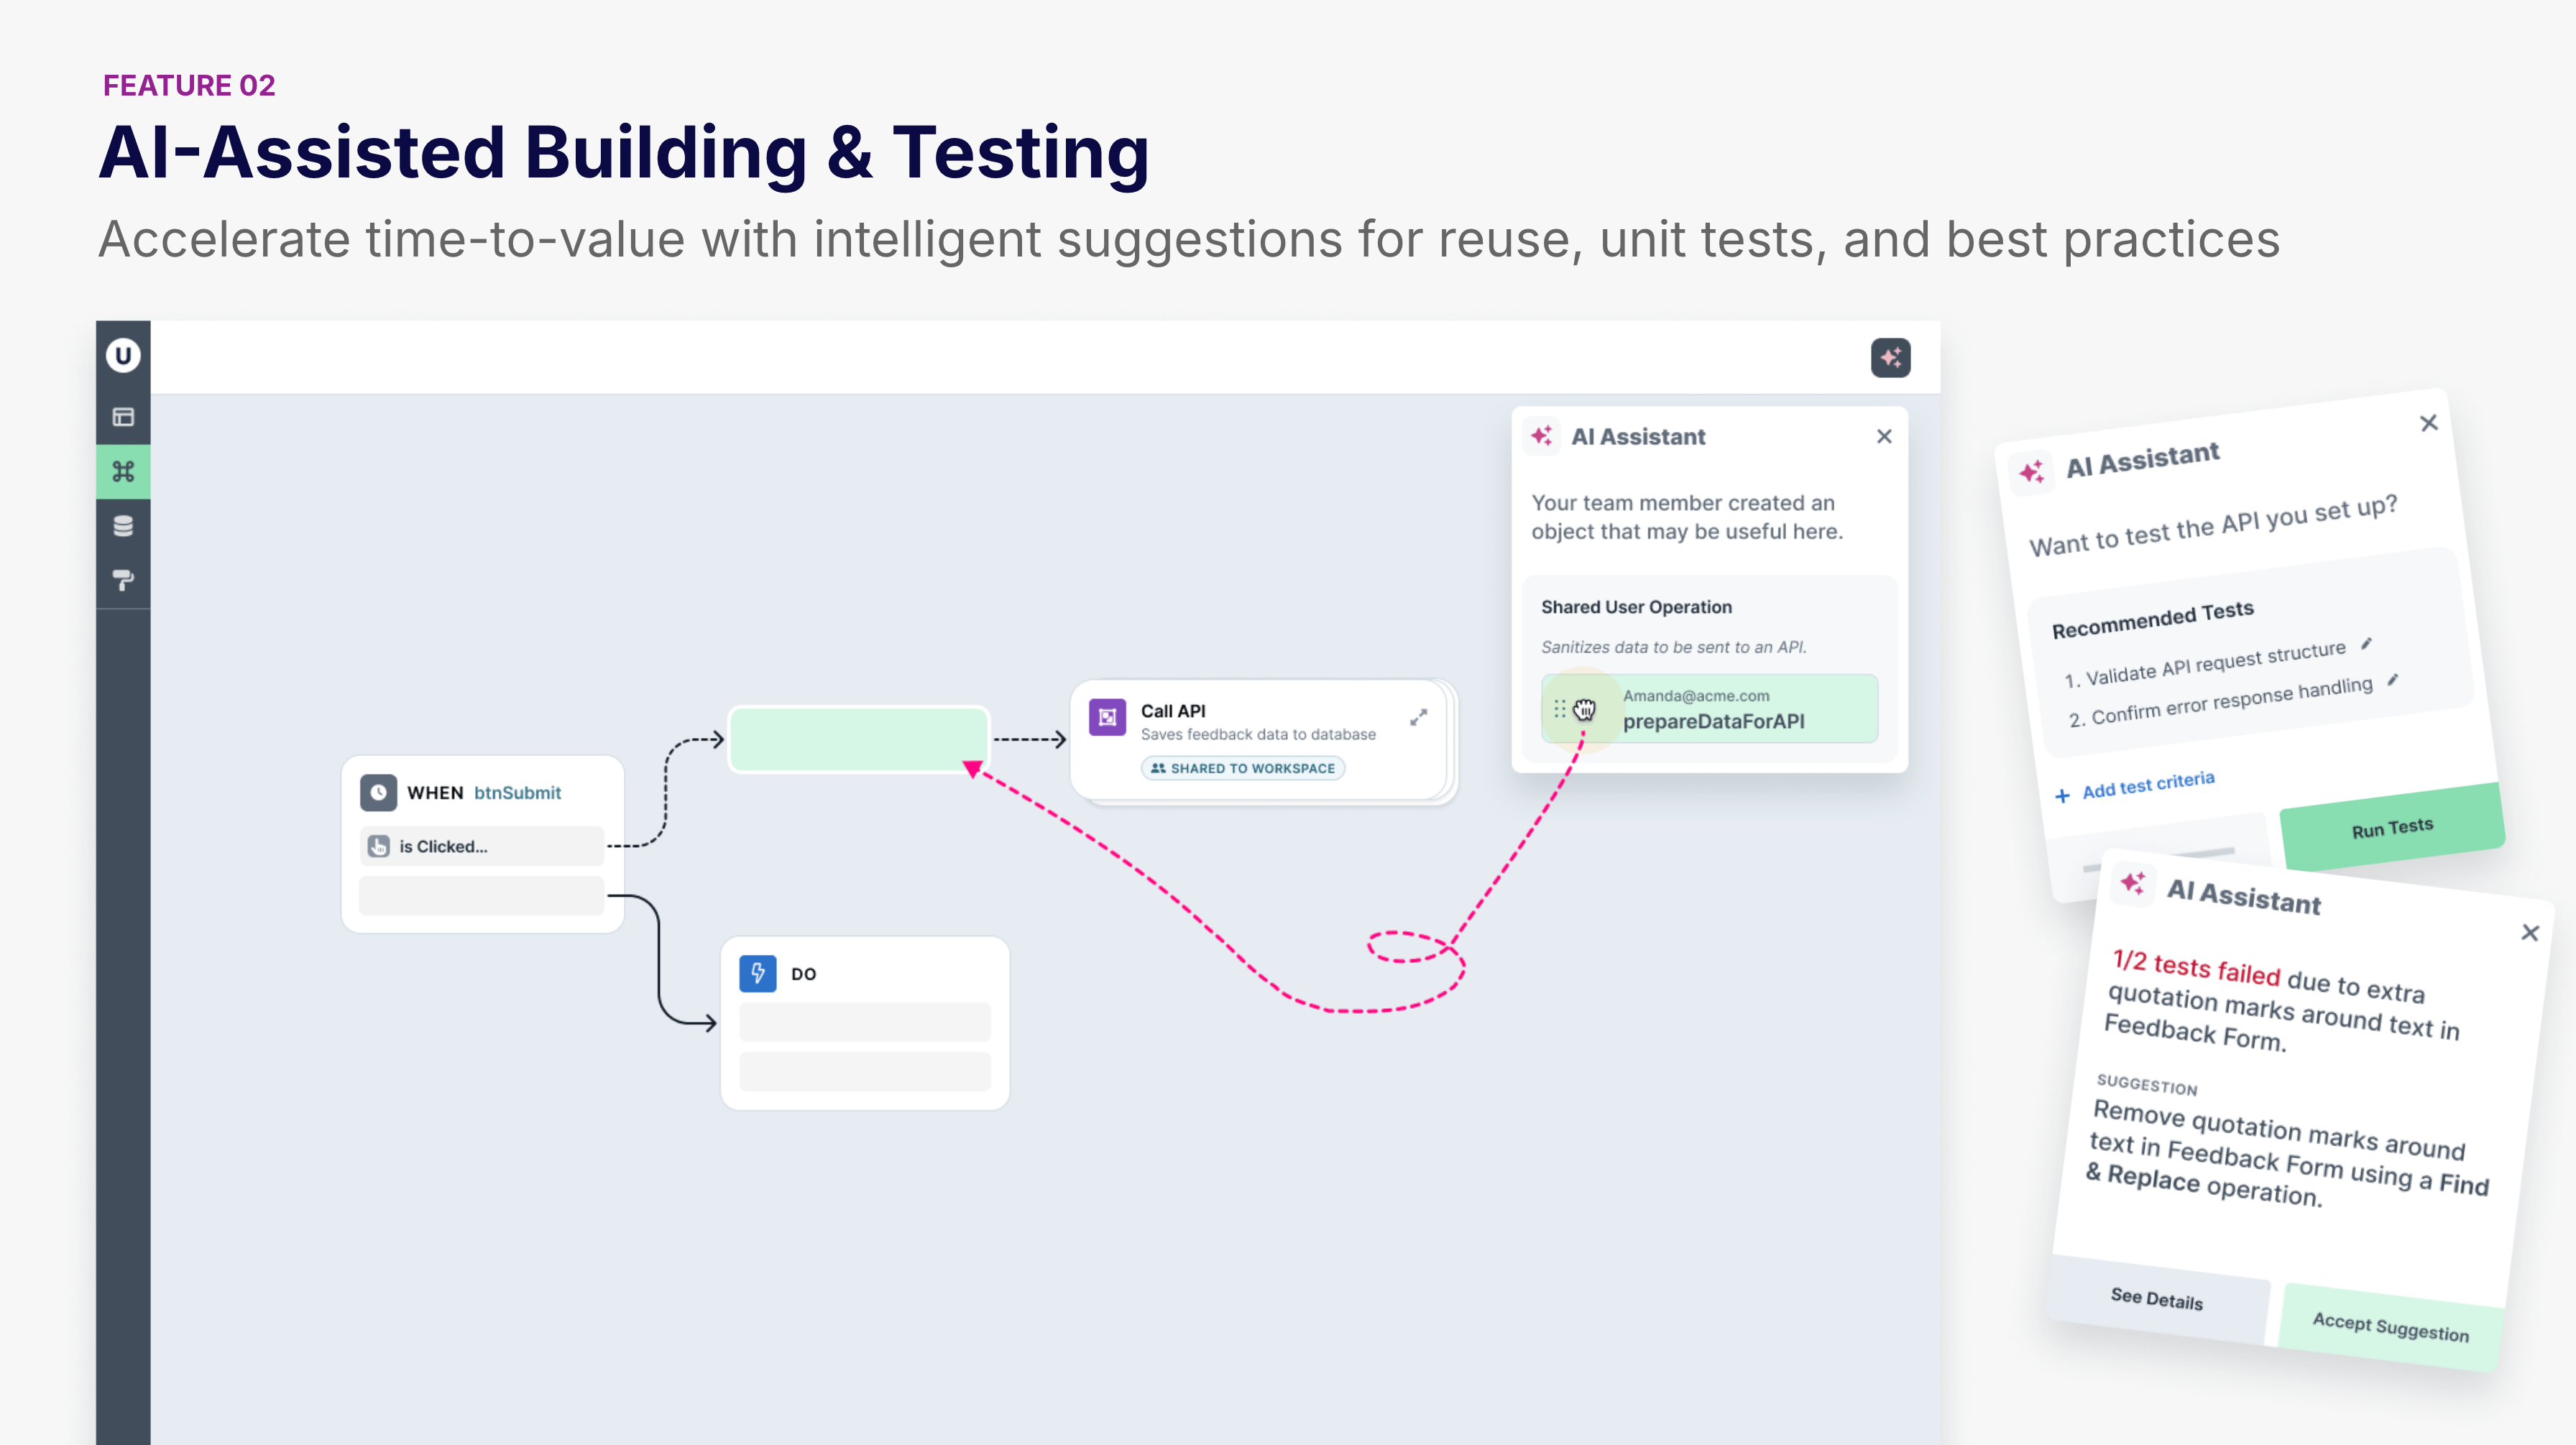 FEATURE 02
AI-Assisted Building & Testing
Accelerate time-to-value with intelligent suggestions for reuse, unit tests, and best practices
U
WHEN btnSubmit
is Clicked...
DO
Call API
Saves feedback data to database
SHARED TO WORKSPACE
AI Assistant
Your team member created an
object that may be useful here.
Shared User Operation
Sanitizes data to be sent to an API.
Amanda@acme.com
prepareDataForAPI
AI Assistant
Want to test the API you set up?
Recommended Tests
1. Validate API request structure
2. Confirm error response handling
+ Add test criteria
Run Tests
AI Assistant
1/2 tests failed due to extra
quotation marks around text in
Feedback Form.
SUGGESTION
Remove quotation marks around
text in Feedback Form using a Find
& Replace operation.
See Details
Accept Suggestion